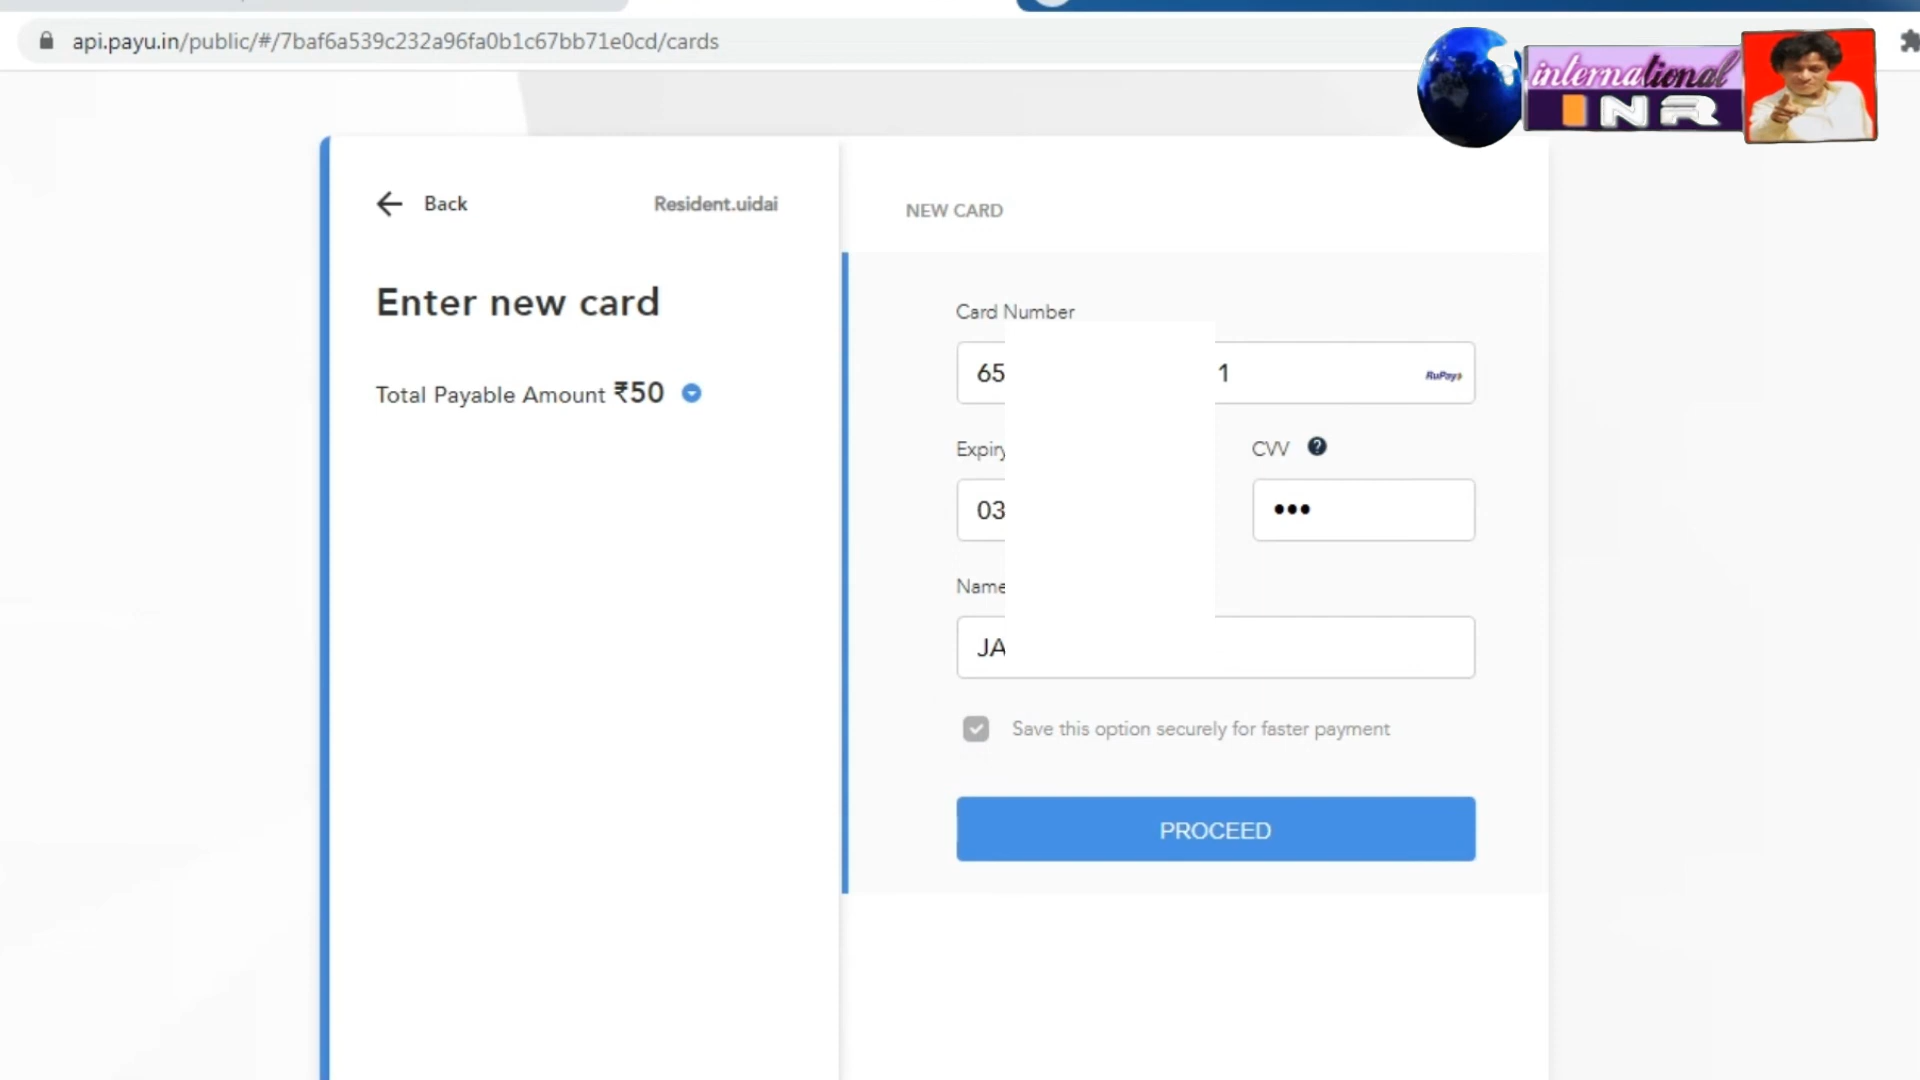 api.payu.in/public/#/7baf6a539c232a96fa0b1c67bb71e0cd/cards
international
INR
Back
Resident.uidai
NEW CARD
Enter new card
Card Number
65
1
RuPay
Total Payable Amount ₹50
Expiry
CVV ?
03
•••
Name
JA
Save this option securely for faster payment
PROCEED